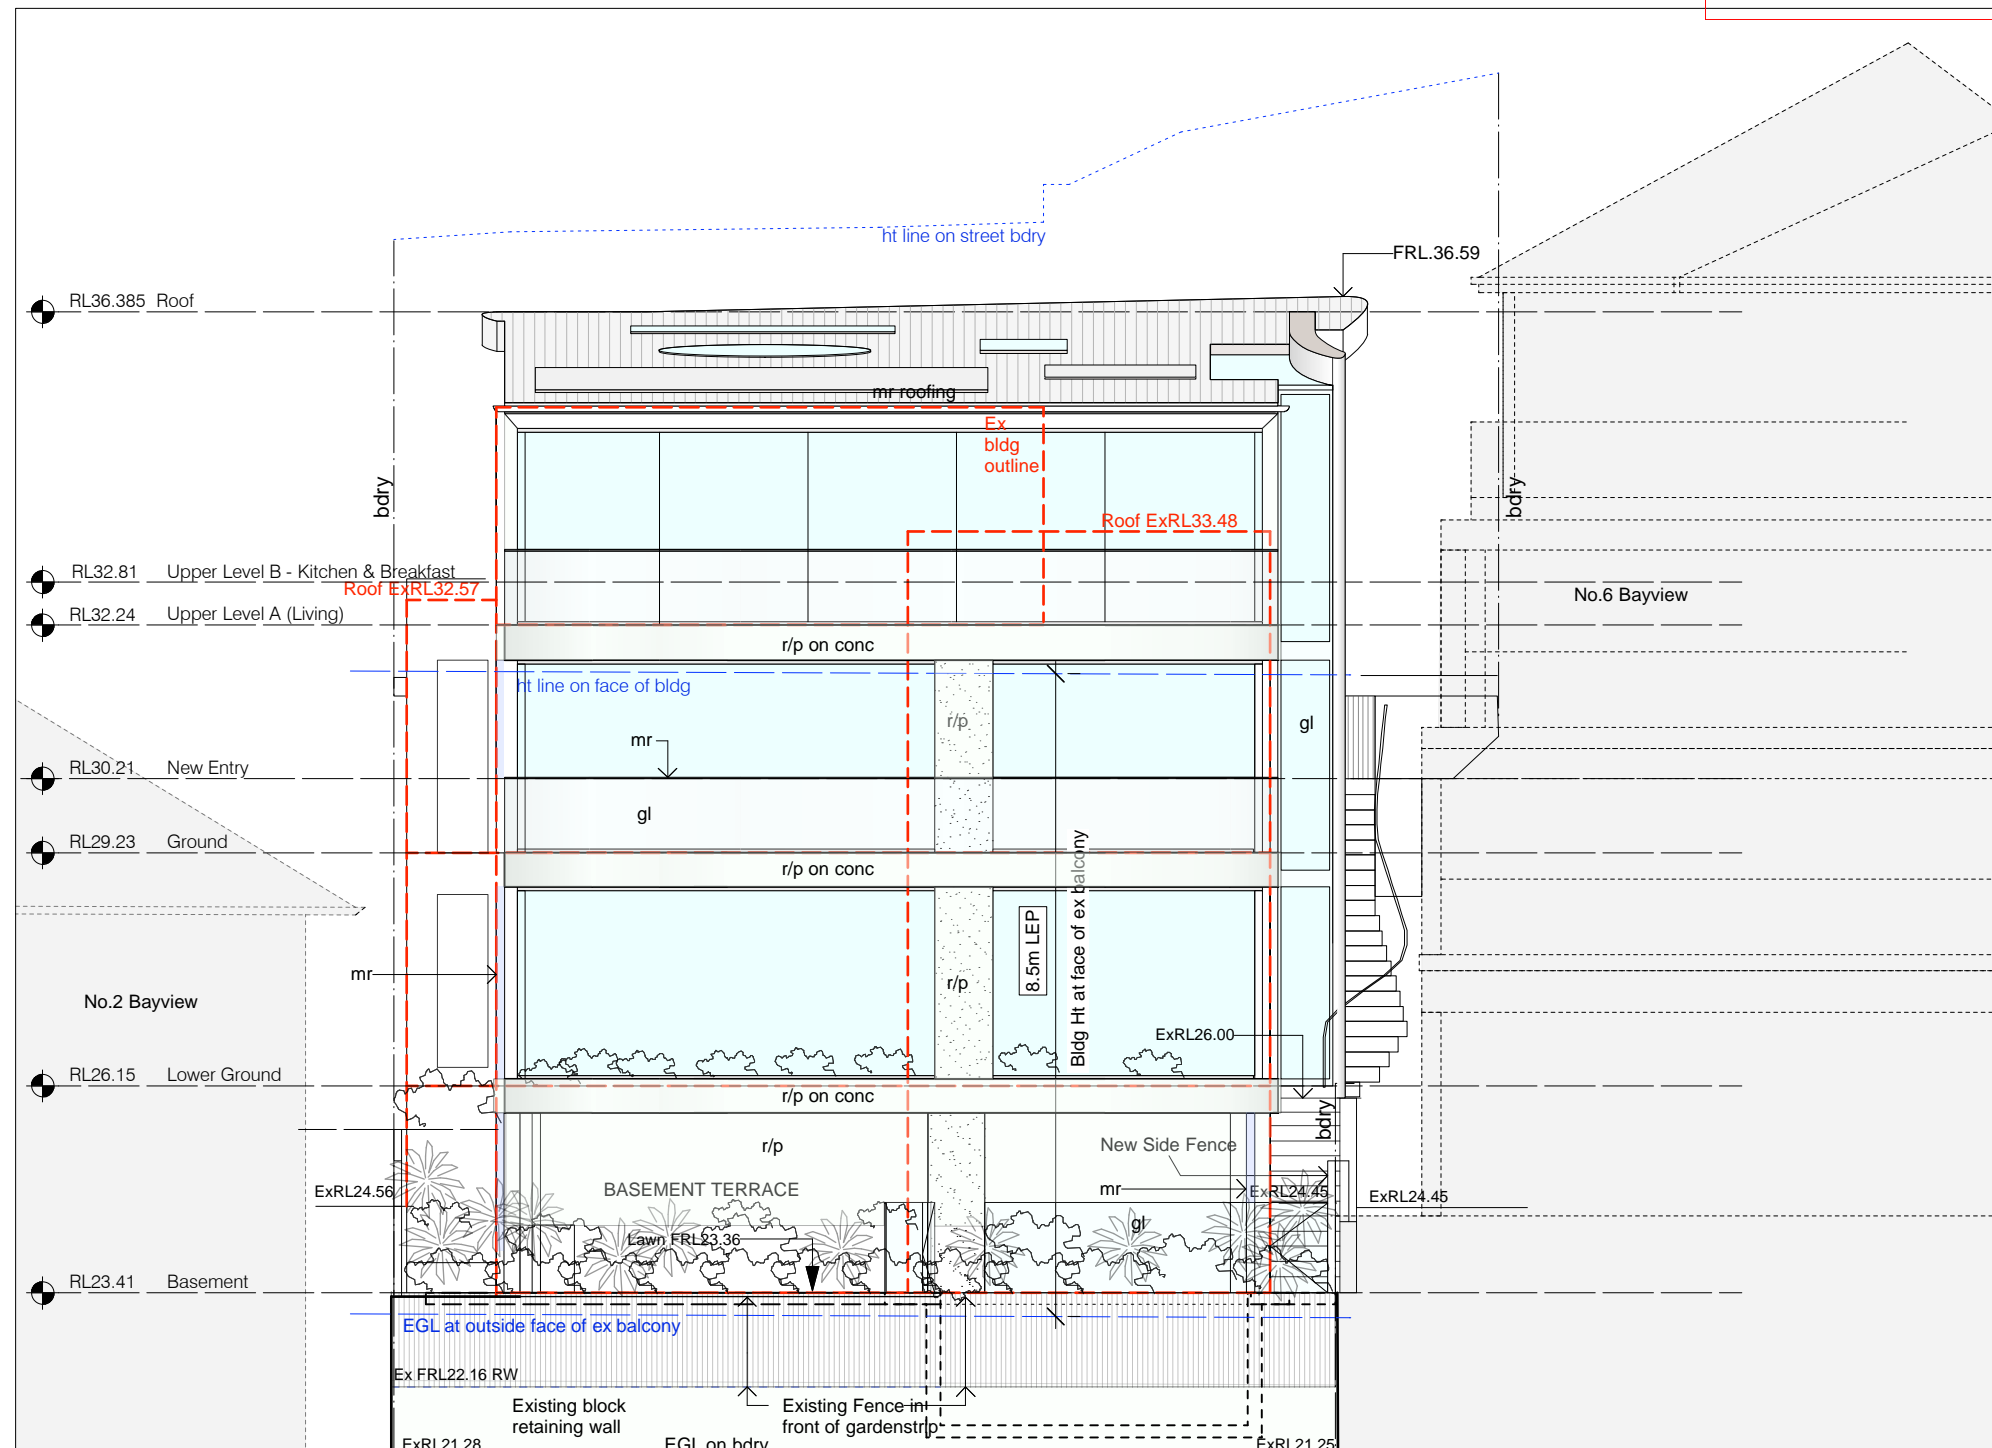 ht line on street bdry
FRL.36.59
RL36.385 Roof
mr roofing
Ex
bldg
outline
bdry
bdry
Roof ExRL33.48
RL32.81 Upper Level B - Kitchen & Breakfast
Roof ExRL32.57
No.6 Bayview
RL32.24 Upper Level A (Living)
r/p on conc
ht line on face of bldg
r/p
gl
mr
RL30.21 New Entry
gl
RL29.23 Ground
r/p on conc
8.5m LEP
Bldg Ht at face of ex balcony
mr
r/p
No.2 Bayview
ExRL26.00
RL26.15 Lower Ground
r/p on conc
bdry
r/p
New Side Fence
BASEMENT TERRACE
mr
ExRL24.56
ExRL24.45
ExRL24.45
gl
Lawn FRL23.36
RL23.41 Basement
EGL at outside face of ex balcony
Ex FRL22.16 RW
Existing block
retaining wall
Existing Fence in
front of gardenstrip
ExRL21.28
EGL on bdry
ExRL21.25